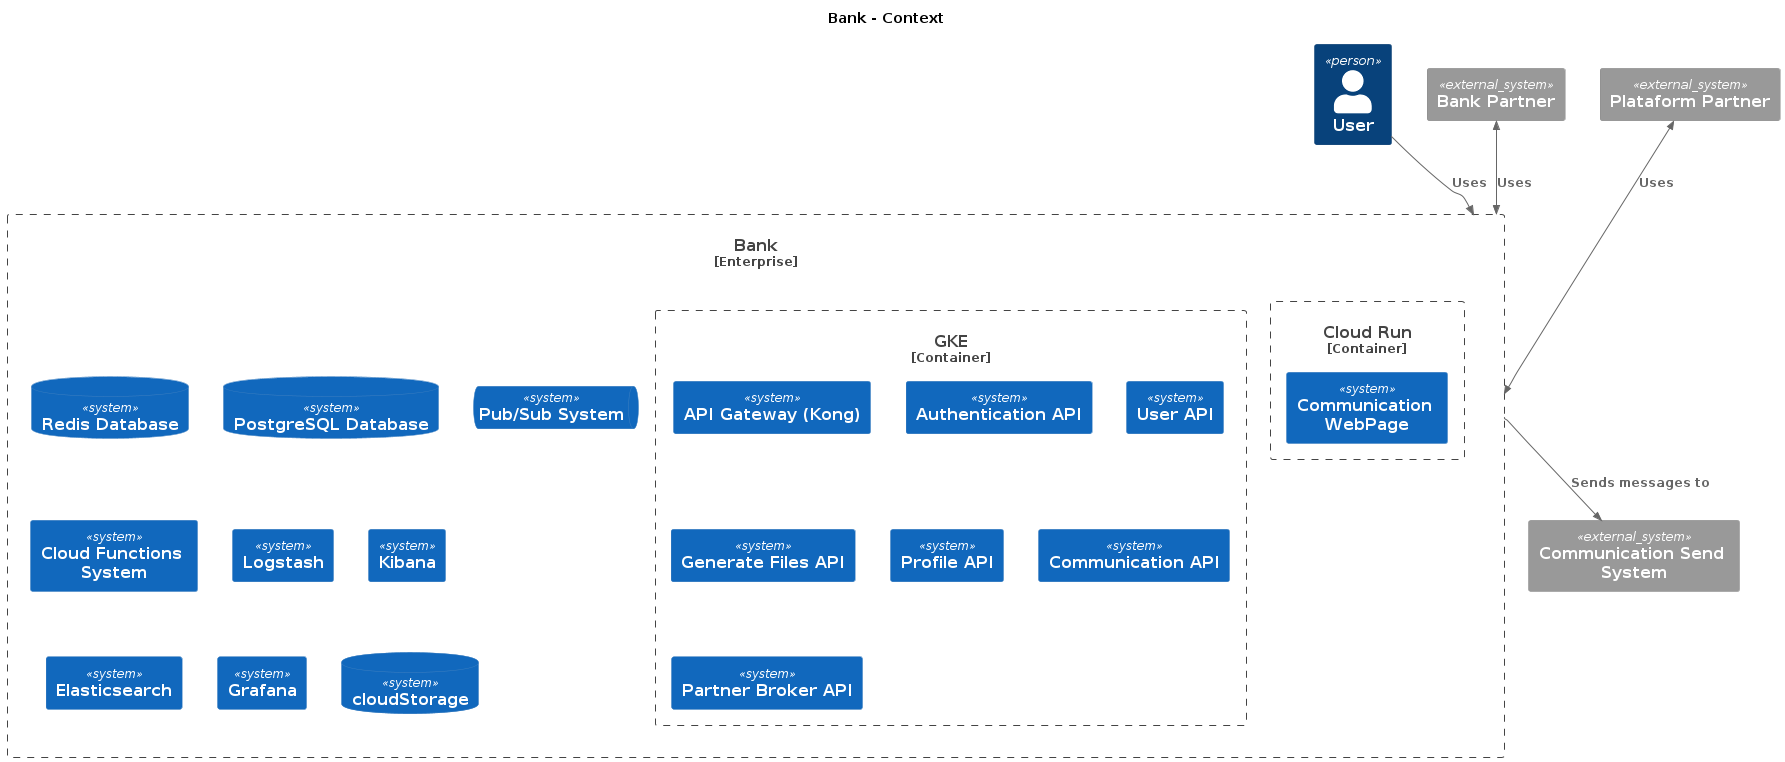 Bank - Context
«person»
User
«external_system»
Bank Partner
«external_system»
Plataform Partner
Uses
Uses
Uses
Bank
[Enterprise]
GKE
[Container]
Cloud Run
[Container]
«system»
Redis Database
«system»
PostgreSQL Database
«system»
Pub/Sub System
«system»
API Gateway (Kong)
«system»
Authentication API
«system»
User API
«system»
Communication
WebPage
Sends messages to
«system»
Cloud Functions
System
«system»
Logstash
«system»
Kibana
«system»
Generate Files API
«system»
Profile API
«system»
Communication API
«external_system»
Communication Send
System
«system»
Elasticsearch
«system»
Grafana
«system»
cloudStorage
«system»
Partner Broker API